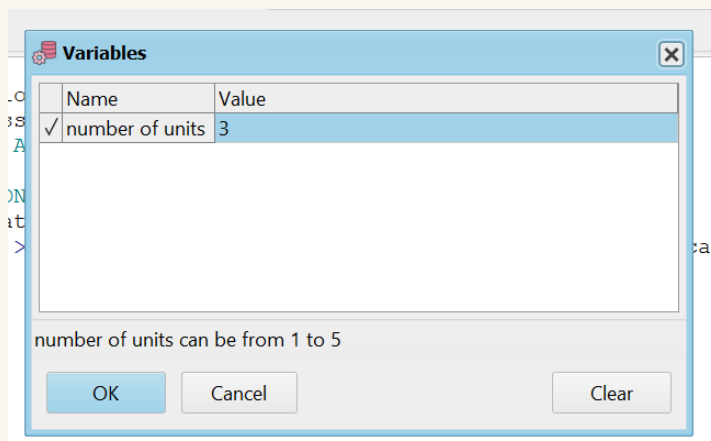 Variables
Name Value
✓ number of units 3
number of units can be from 1 to 5
OK Cancel Clear